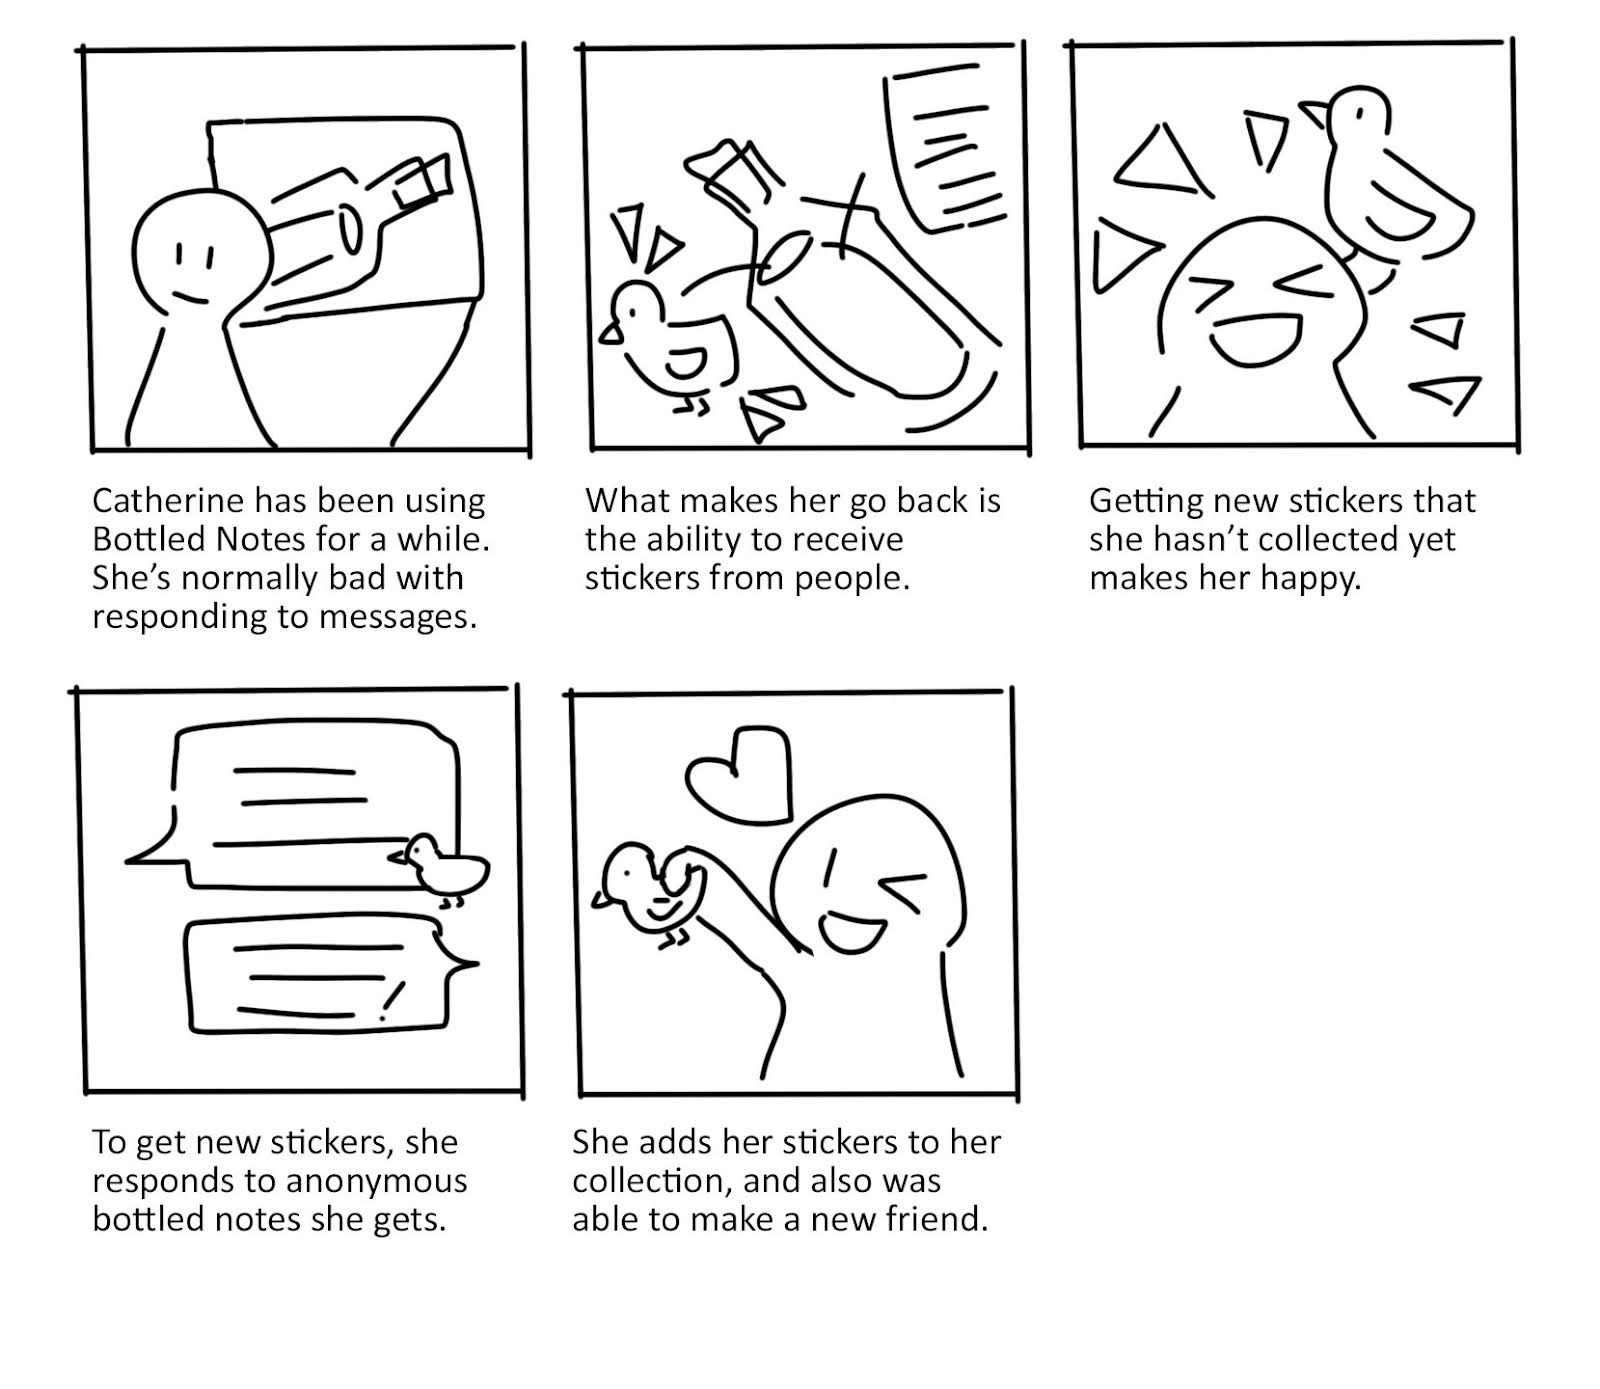 Catherine has been using
Bottled Notes for a while.
She’s normally bad with
responding to messages.
What makes her go back is
the ability to receive
stickers from people.
Getting new stickers that
she hasn’t collected yet
makes her happy.
To get new stickers, she
responds to anonymous
bottled notes she gets.
She adds her stickers to her
collection, and also was
able to make a new friend.